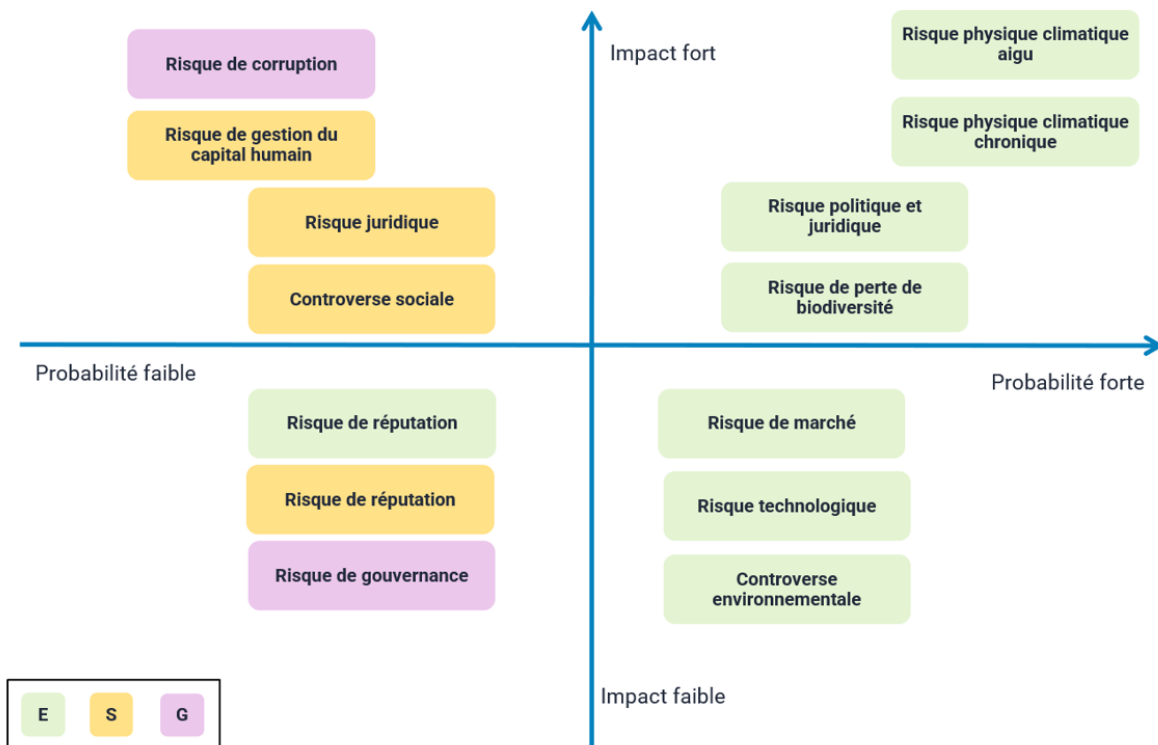 Risque de corruption
Risque de gestion du
capital humain
Risque juridique
Controverse sociale
Impact fort
Risque physique climatique
aigu
Risque physique climatique
chronique
Risque politique et
juridique
Risque de perte de
biodiversité
Probabilité faible
Probabilité forte
Risque de réputation
Risque de réputation
Risque de gouvernance
Risque de marché
Risque technologique
Controverse
environnementale
Impact faible
E
S
G